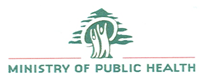 MINISTRY OF PUBLIC HEALTH